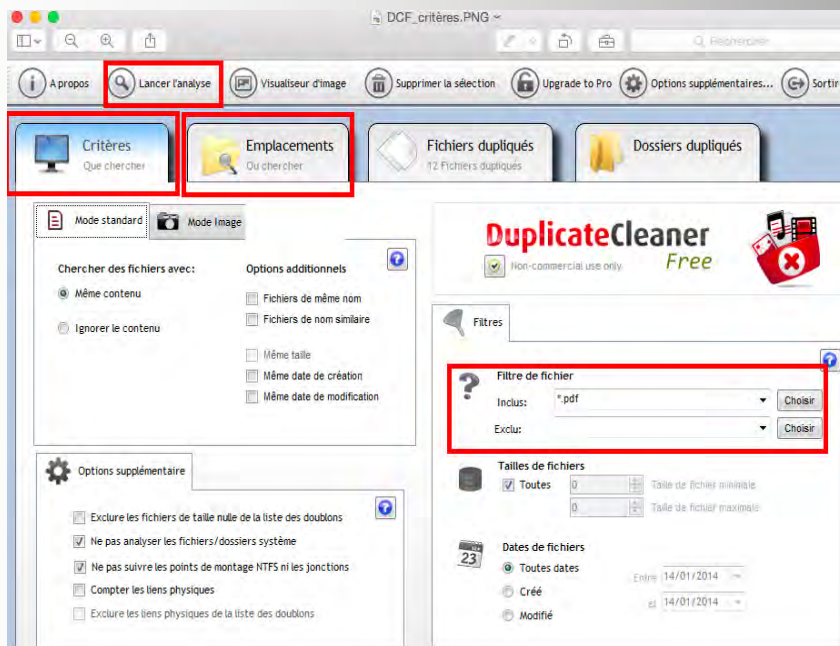 DCF_critères.PNG
Rechercher
A propos
Lancer l'analyse
Visualiseur d'image
Supprimer la sélection
Upgrade to Pro
Options supplémentaires...
Sortir
Critères
Que chercher
Emplacements
Ou chercher
Fichiers dupliqués
12 Fichiers dupliqués
Dossiers dupliqués
Mode standard
Mode Image
Chercher des fichiers avec:
Même contenu
Ignorer le contenu
Options additionnels
Fichiers de même nom
Fichiers de nom similaire
Même taille
Même date de création
Même date de modification
DuplicateCleaner
Free
Non-commercial use only
Filtres
Filtre de fichier
Inclus: *.pdf Choisir
Exclu: Choisir
Tailles de fichiers
Toutes 0 Taille de fichier minimale
0 Taille de fichier maximale
Dates de fichiers
23
Toutes dates
Créé
Modifié
Entre 14/01/2014
et 14/01/2014
Options supplémentaire
Exclure les fichiers de taille nulle de la liste des doublons
Ne pas analyser les fichiers/dossiers système
Ne pas suivre les points de montage NTFS ni les jonctions
Compter les liens physiques
Exclure les liens physiques de la liste des doublons